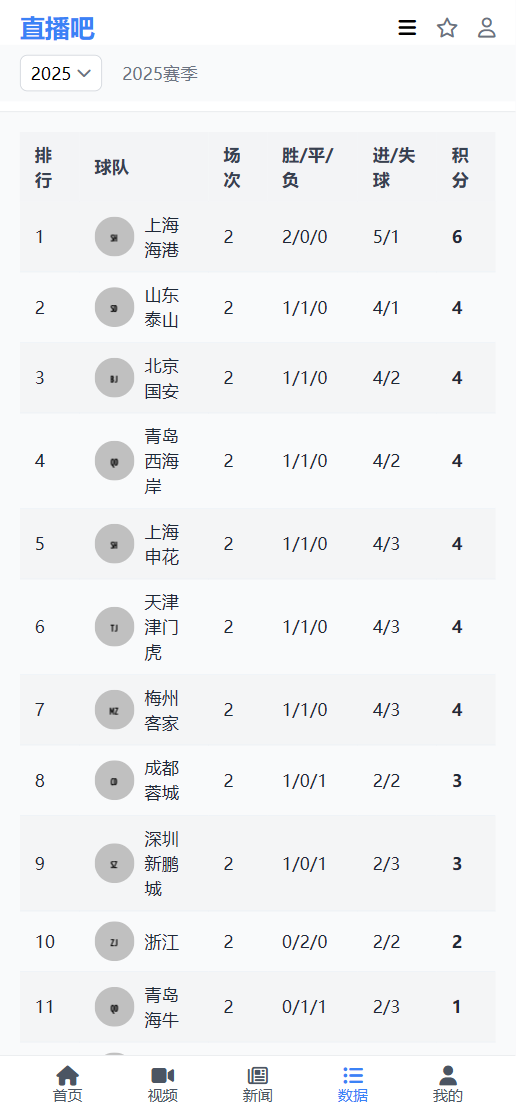 直播吧
2025 2025赛季
排行 球队 场次 胜/平/负 进/失球 积分
1 SH 上海海港 2 2/0/0 5/1 6
2 SD 山东泰山 2 1/1/0 4/1 4
3 BJ 北京国安 2 1/1/0 4/2 4
4 QD 青岛西海岸 2 1/1/0 4/2 4
5 SH 上海申花 2 1/1/0 4/3 4
6 TJ 天津津门虎 2 1/1/0 4/3 4
7 MZ 梅州客家 2 1/1/0 4/3 4
8 CD 成都蓉城 2 1/0/1 2/2 3
9 SZ 深圳新鹏城 2 1/0/1 2/3 3
10 ZJ 浙江 2 0/2/0 2/2 2
11 QD 青岛海牛 2 0/1/1 2/3 1
首页 视频 新闻 数据 我的